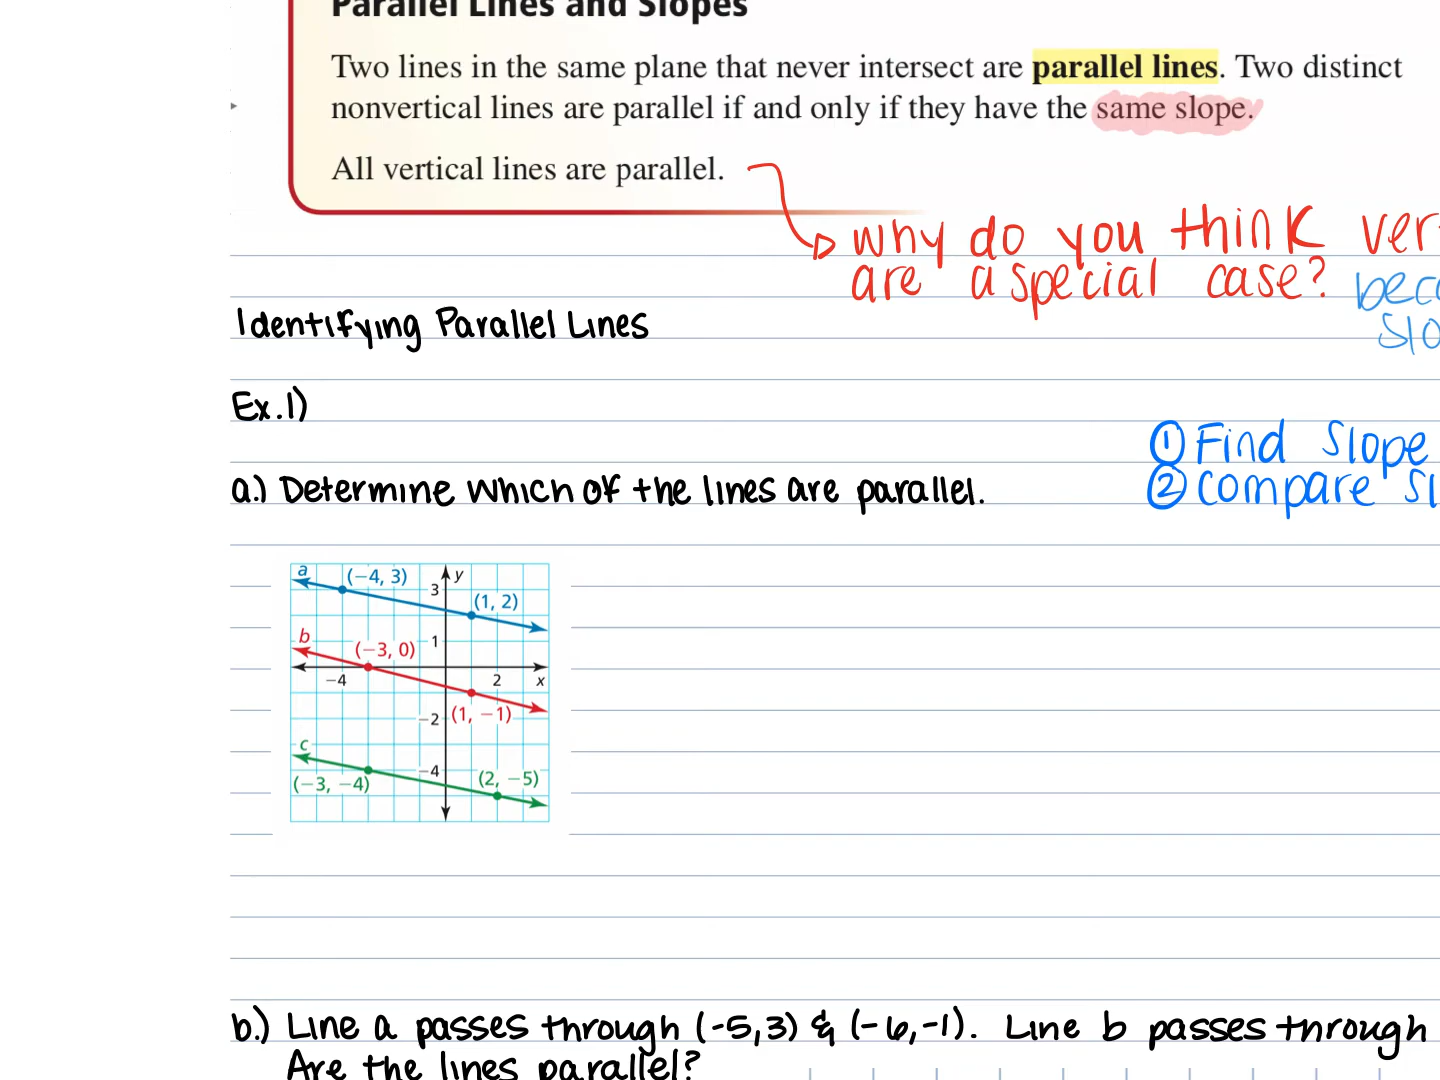 Parallel Lines and Slopes
Two lines in the same plane that never intersect are parallel lines. Two distinct
nonvertical lines are parallel if and only if they have the same slope.
All vertical lines are parallel.
why do you think
are a special case?
Identifying Parallel Lines
Ex.1)
① Find slope
② compare
a.) Determine which of the lines are parallel.
a (−4, 3) y
3
(1, 2)
b (−3, 0) 1
−4 2 x
−2 (1, −1)
c
−4
(−3, −4) (2, −5)
b.) Line a passes through (-5,3) & (-6,-1). Line b passes through
Are the lines parallel?